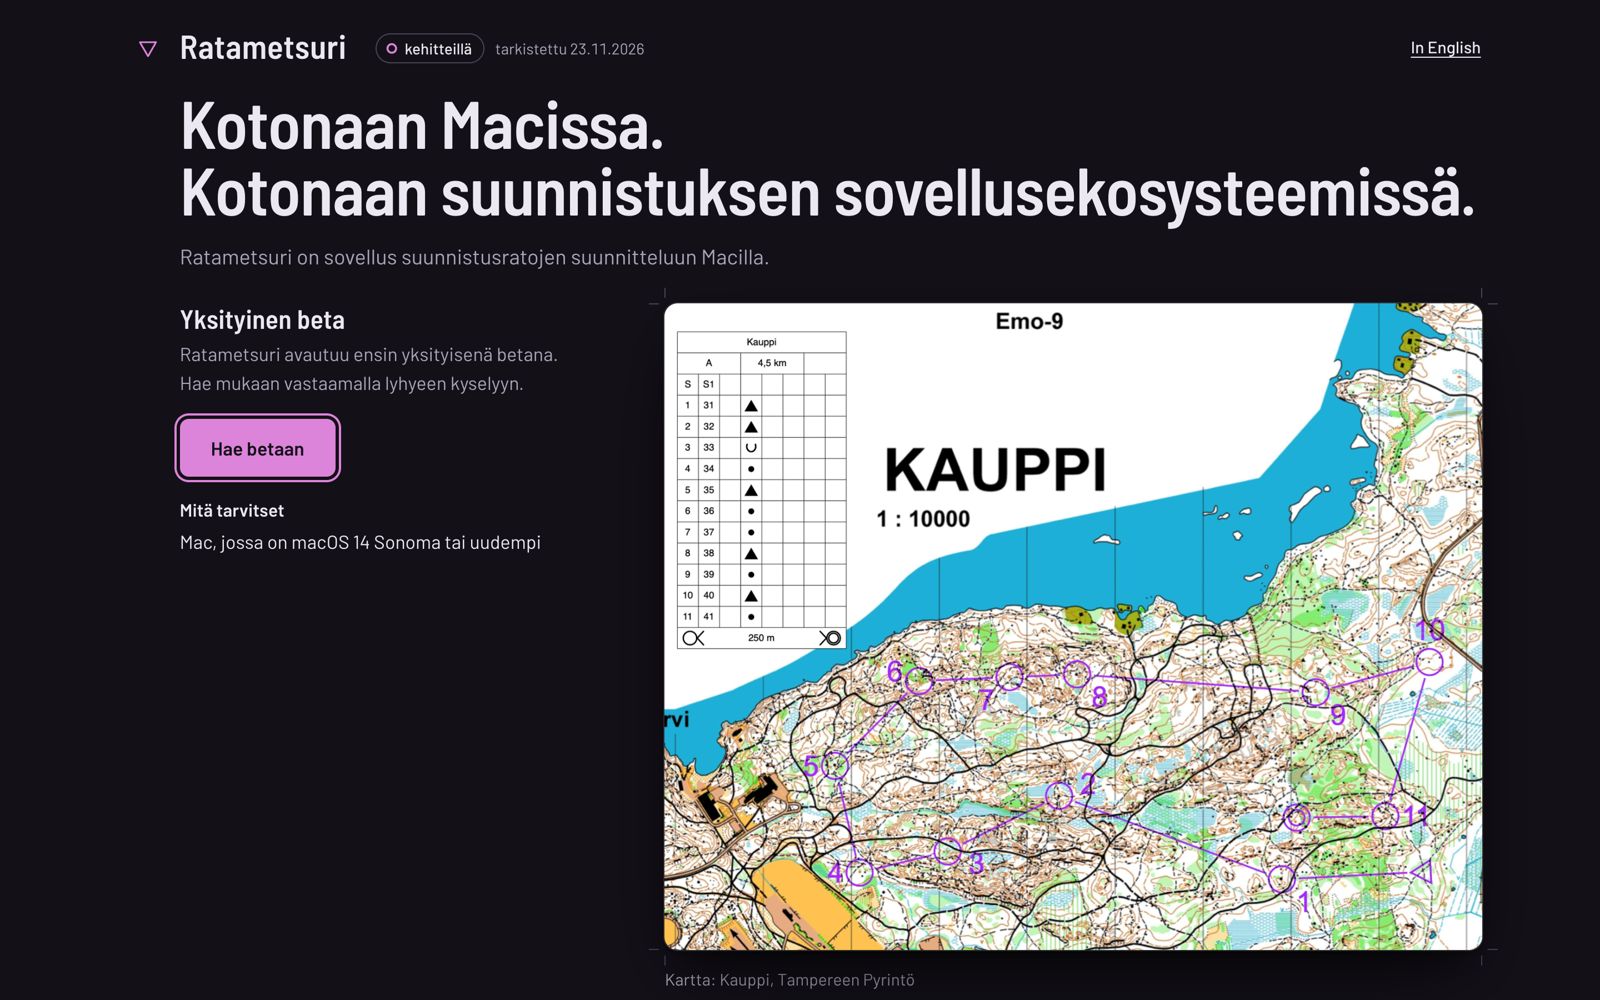 Ratametsuri
kehitteillä
tarkistettu 23.11.2026
In English
Kotonaan Macissa.
Kotonaan suunnistuksen sovellusekosysteemissä.
Ratametsuri on sovellus suunnistusratojen suunnitteluun Macilla.
Yksityinen beta
Ratametsuri avautuu ensin yksityisenä betana.
Hae mukaan vastaamalla lyhyeen kyselyyn.
Hae betaan
Mitä tarvitset
Mac, jossa on macOS 14 Sonoma tai uudempi
Emo-9
KAUPPI
1 : 10000
Kauppi
A 4,5 km
S S1
1 31
2 32
3 33
4 34
5 35
6 36
7 37
8 38
9 39
10 40
11 41
250 m
rvi
10
6
7
8
9
5
2
11
3
4
1
Kartta: Kauppi, Tampereen Pyrintö